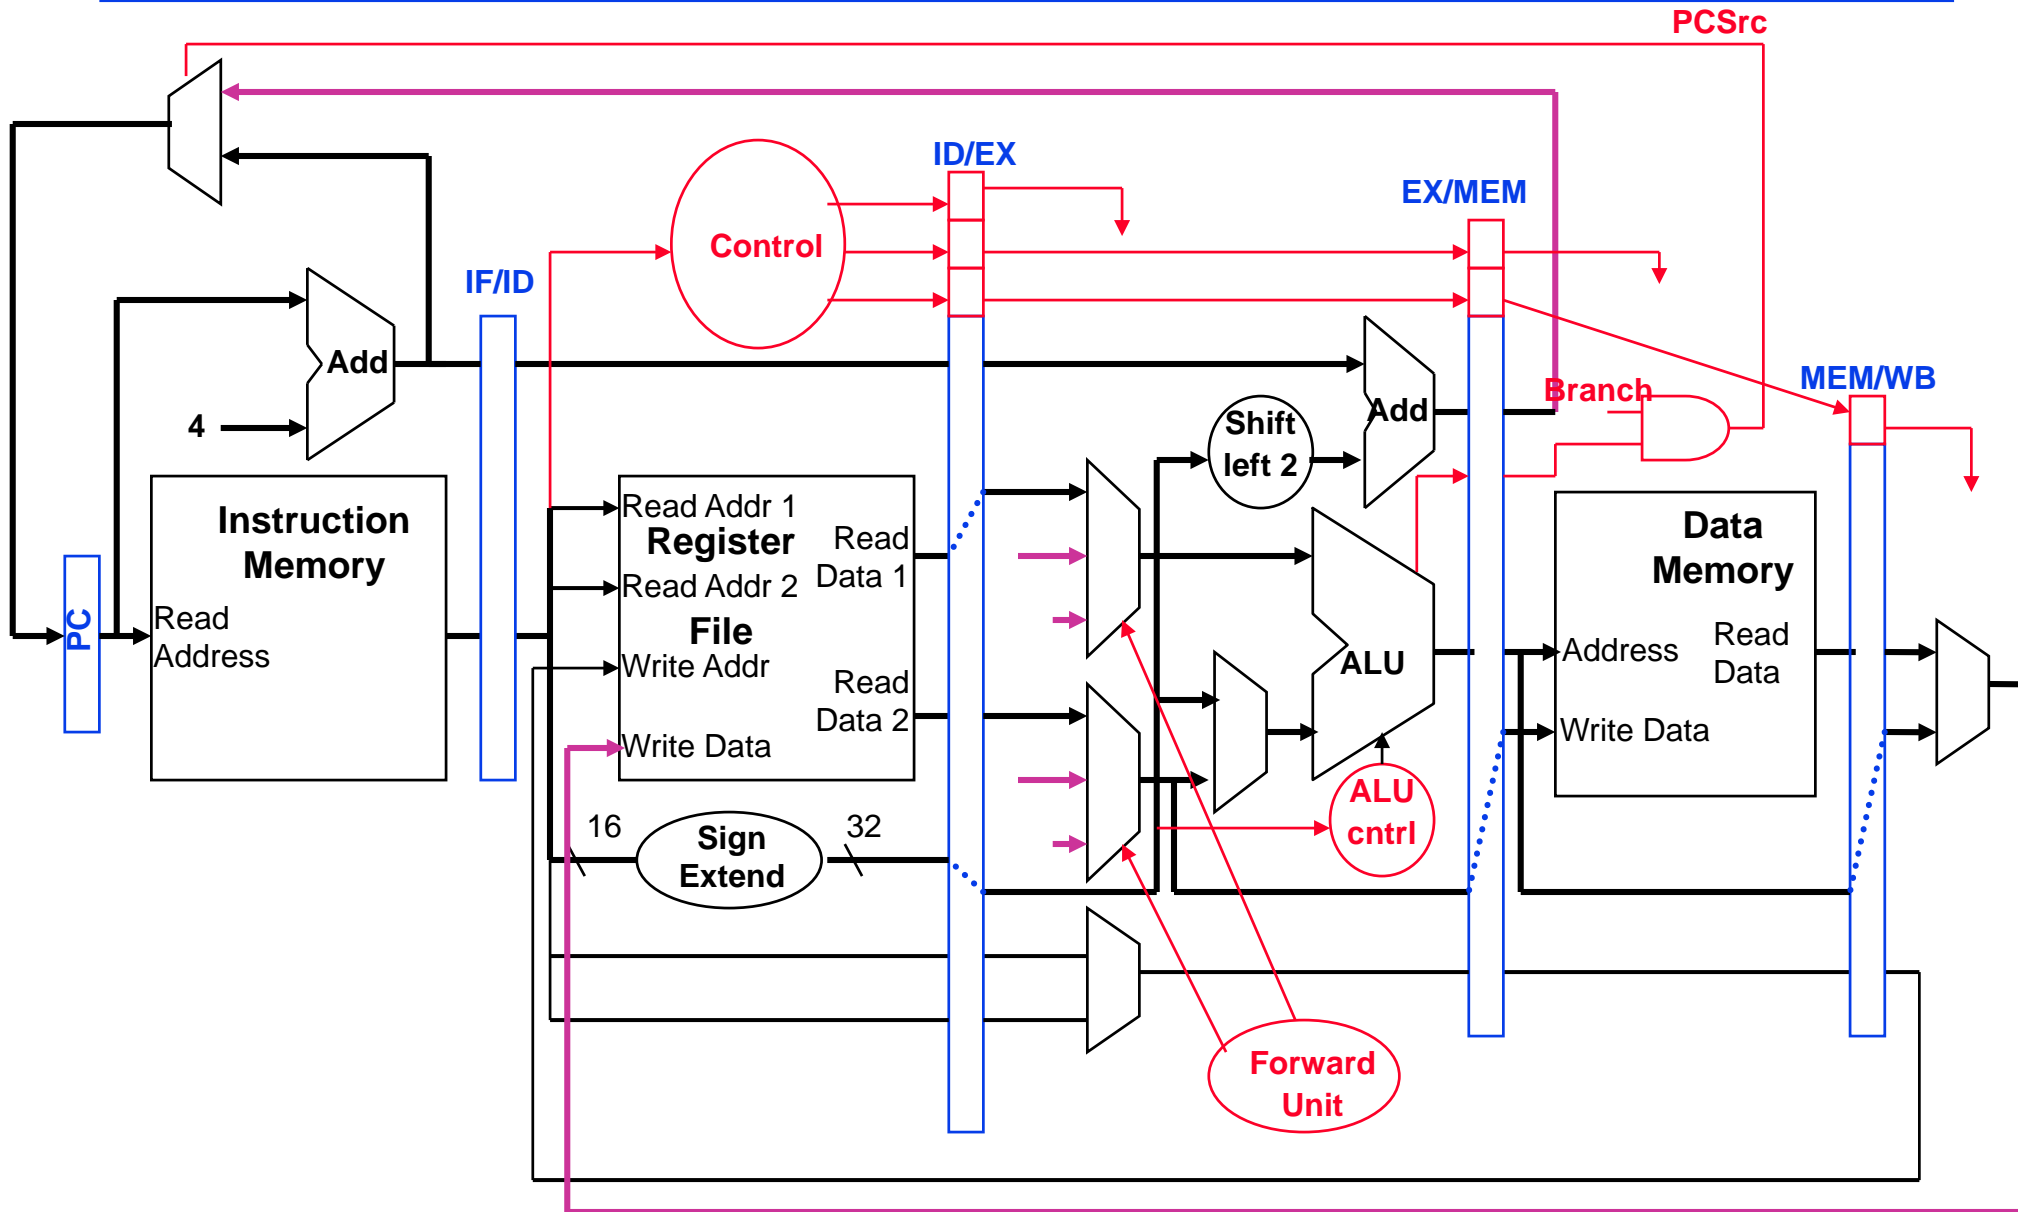 PCSrc
ID/EX
EX/MEM
Control
IF/ID
Add
4
MEM/WB
Branch
Add
Shift
left 2
Instruction
Memory
Read
Address
PC
Read Addr 1
Register
Read Addr 2
File
Write Addr
Write Data
Read
Data 1
Read
Data 2
16
Sign
Extend
32
ALU
ALU
cntrl
Data
Memory
Address
Read
Data
Write Data
Forward
Unit